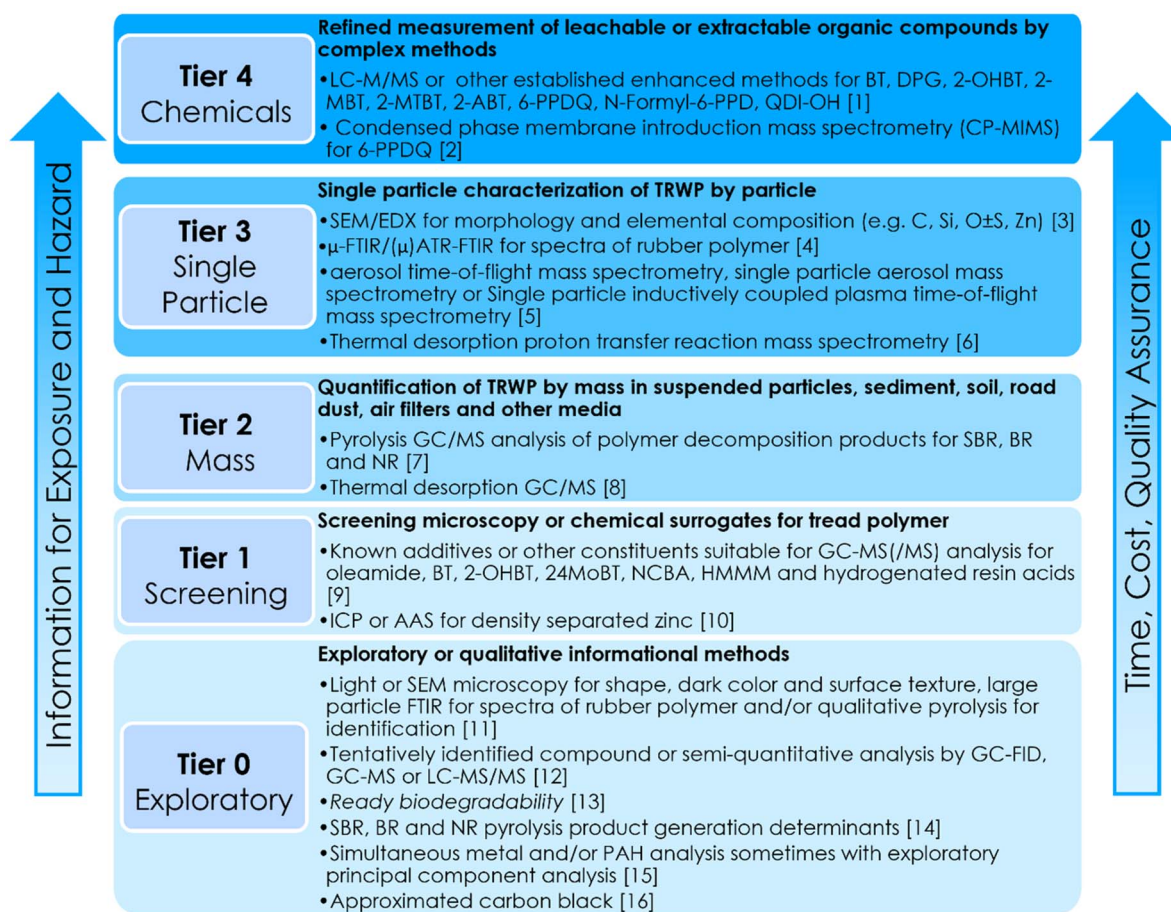 Information for Exposure and Hazard
Tier 4
Chemicals
Refined measurement of leachable or extractable organic compounds by
complex methods
•LC-M/MS or other established enhanced methods for BT, DPG, 2-OHBT, 2-
MBT, 2-MTBT, 2-ABT, 6-PPDQ, N-Formyl-6-PPD, QDI-OH [1]
• Condensed phase membrane introduction mass spectrometry (CP-MIMS)
for 6-PPDQ [2]
Tier 3
Single
Particle
Single particle characterization of TRWP by particle
•SEM/EDX for morphology and elemental composition (e.g. C, Si, O±S, Zn) [3]
•μ-FTIR/(μ)ATR-FTIR for spectra of rubber polymer [4]
•aerosol time-of-flight mass spectrometry, single particle aerosol mass
spectrometry or Single particle inductively coupled plasma time-of-flight
mass spectrometry [5]
•Thermal desorption proton transfer reaction mass spectrometry [6]
Tier 2
Mass
Quantification of TRWP by mass in suspended particles, sediment, soil, road
dust, air filters and other media
•Pyrolysis GC/MS analysis of polymer decomposition products for SBR, BR
and NR [7]
•Thermal desorption GC/MS [8]
Tier 1
Screening
Screening microscopy or chemical surrogates for tread polymer
•Known additives or other constituents suitable for GC-MS(/MS) analysis for
oleamide, BT, 2-OHBT, 24MoBT, NCBA, HMMM and hydrogenated resin acids
[9]
•ICP or AAS for density separated zinc [10]
Tier 0
Exploratory
Exploratory or qualitative informational methods
•Light or SEM microscopy for shape, dark color and surface texture, large
particle FTIR for spectra of rubber polymer and/or qualitative pyrolysis for
identification [11]
•Tentatively identified compound or semi-quantitative analysis by GC-FID,
GC-MS or LC-MS/MS [12]
•Ready biodegradability [13]
•SBR, BR and NR pyrolysis product generation determinants [14]
•Simultaneous metal and/or PAH analysis sometimes with exploratory
principal component analysis [15]
•Approximated carbon black [16]
Time, Cost, Quality Assurance